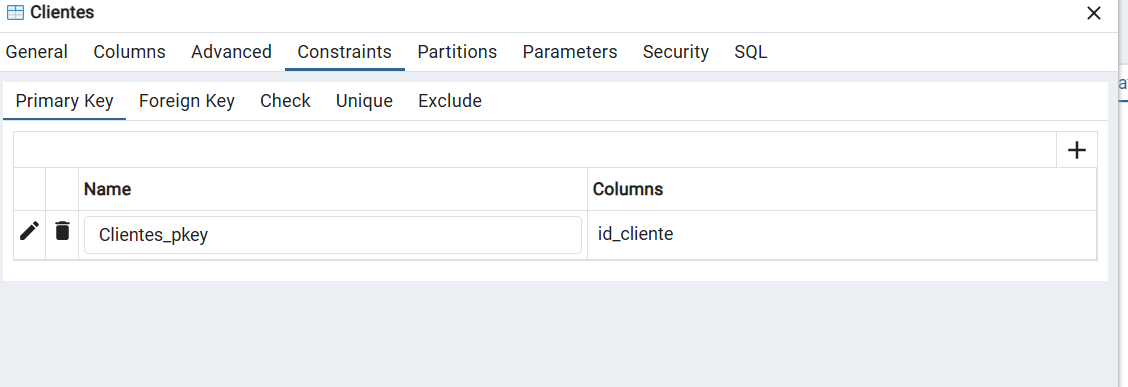 Clientes
General Columns Advanced Constraints Partitions Parameters Security SQL
Primary Key Foreign Key Check Unique Exclude
Name Columns
Clientes_pkey id_cliente